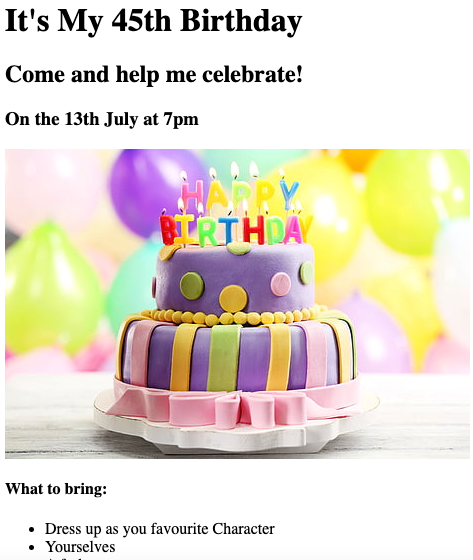 It's My 45th Birthday
Come and help me celebrate!
On the 13th July at 7pm
HAPPY
BIRTHDAY
What to bring:
Dress up as you favourite Character
Yourselves